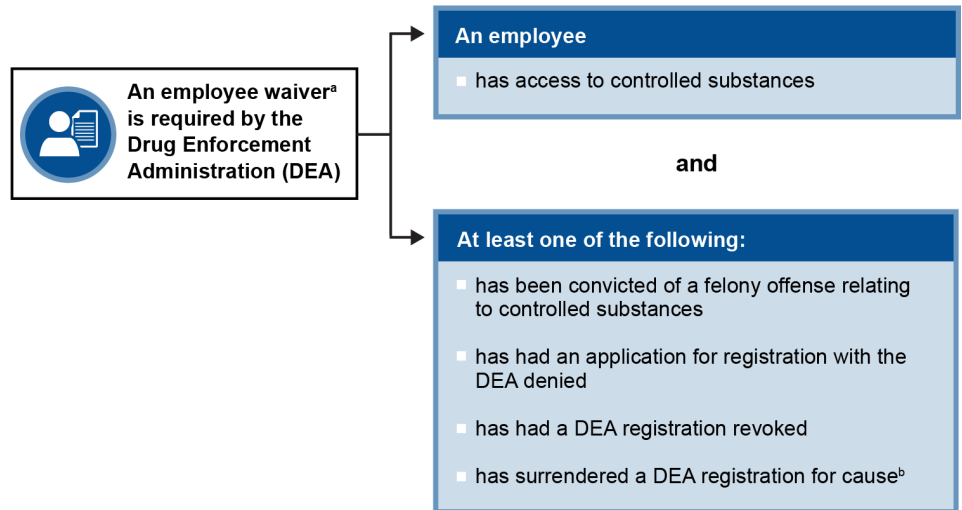 An employee waiverᵃ
is required by the
Drug Enforcement
Administration (DEA)
An employee
has access to controlled substances
and
At least one of the following:
has been convicted of a felony offense relating
to controlled substances
has had an application for registration with the
DEA denied
has had a DEA registration revoked
has surrendered a DEA registration for causeᵇ